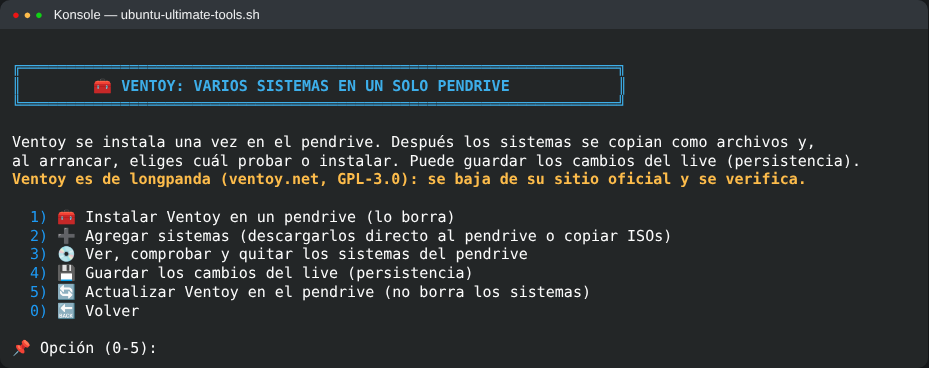 Konsole — ubuntu-ultimate-tools.sh
🧰 VENTOY: VARIOS SISTEMAS EN UN SOLO PENDRIVE
Ventoy se instala una vez en el pendrive. Después los sistemas se copian como archivos y,
al arrancar, eliges cuál probar o instalar. Puede guardar los cambios del live (persistencia).
Ventoy es de longpanda (ventoy.net, GPL-3.0): se baja de su sitio oficial y se verifica.
1) 🧰 Instalar Ventoy en un pendrive (lo borra)
2) ➕ Agregar sistemas (descargarlos directo al pendrive o copiar ISOs)
3) 💿 Ver, comprobar y quitar los sistemas del pendrive
4) 💾 Guardar los cambios del live (persistencia)
5) 🔄 Actualizar Ventoy en el pendrive (no borra los sistemas)
0) 🔙 Volver
📌 Opción (0-5):